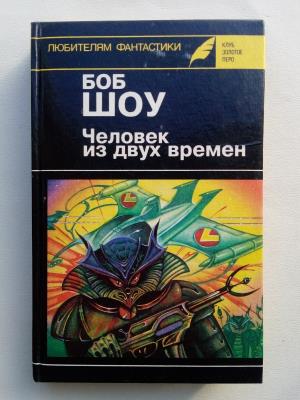 ЛЮБИТЕЛЯМ ФАНТАСТИКИ
КЛУБ
ЗОЛОТОЕ
ПЕРО
БОБ
ШОУ
Человек
из двух времен